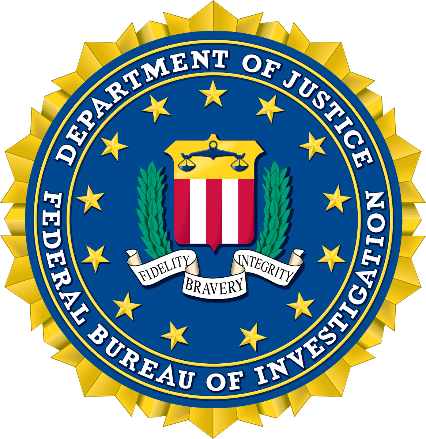 DEPARTMENT OF JUSTICE
FIDELITY
BRAVERY
INTEGRITY
FEDERAL BUREAU OF INVESTIGATION